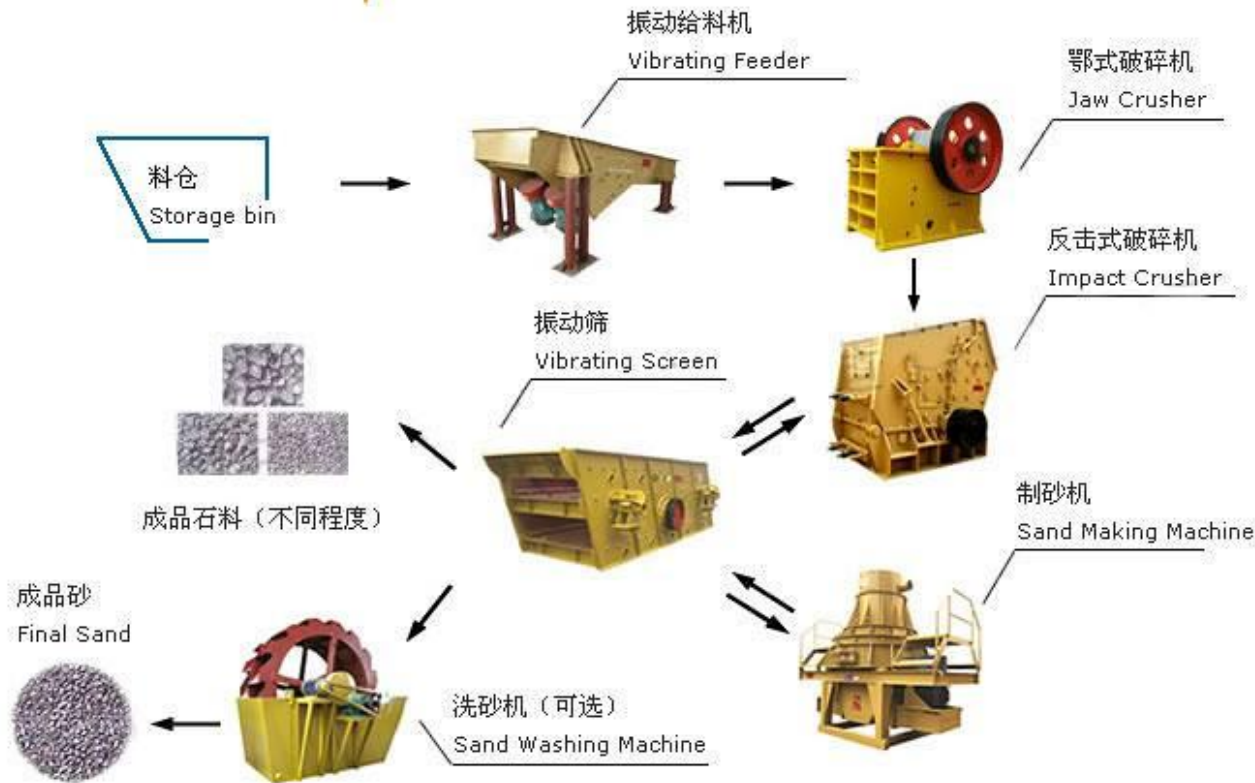 振动给料机
Vibrating Feeder
鄂式破碎机
Jaw Crusher
料仓
Storage bin
反击式破碎机
Impact Crusher
振动筛
Vibrating Screen
成品石料（不同程度）
制砂机
Sand Making Machine
成品砂
Final Sand
洗砂机（可选）
Sand Washing Machine